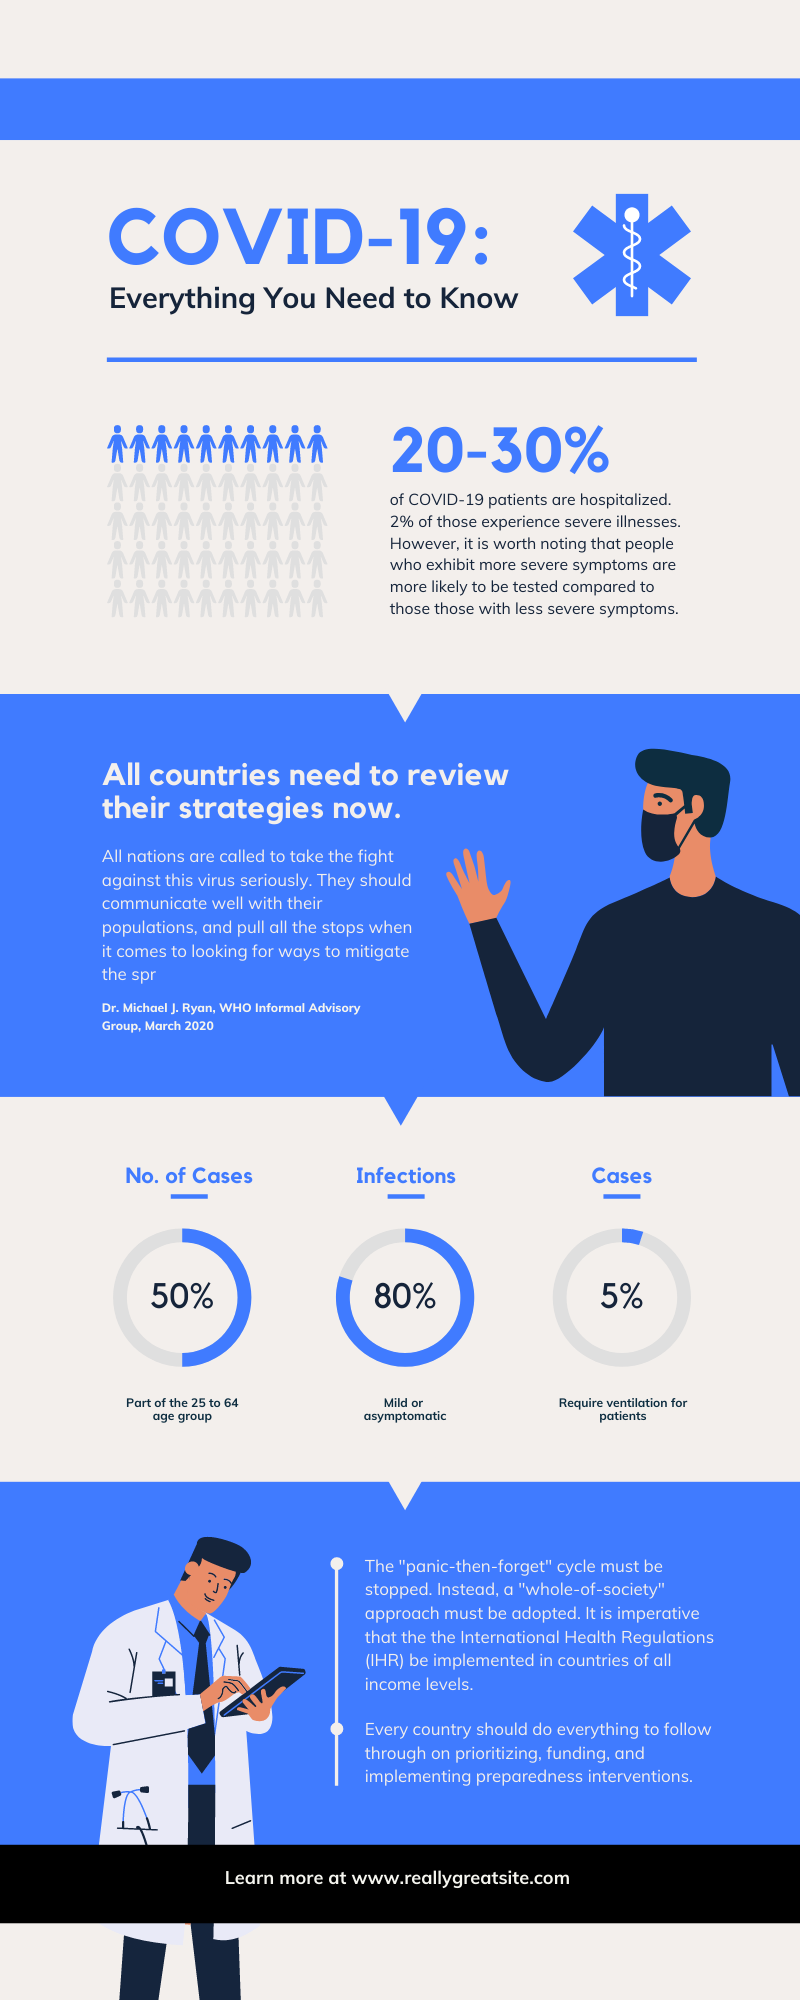 COVID-19:
Everything You Need to Know
20-30%
of COVID-19 patients are hospitalized.
2% of those experience severe illnesses.
However, it is worth noting that people
who exhibit more severe symptoms are
more likely to be tested compared to
those those with less severe symptoms.
All countries need to review
their strategies now.
All nations are called to take the fight
against this virus seriously. They should
communicate well with their
populations, and pull all the stops when
it comes to looking for ways to mitigate
the spr
Dr. Michael J. Ryan, WHO Informal Advisory
Group, March 2020
No. of Cases
50%
Part of the 25 to 64
age group
Infections
80%
Mild or
asymptomatic
Cases
5%
Require ventilation for
patients
The "panic-then-forget" cycle must be
stopped. Instead, a "whole-of-society"
approach must be adopted. It is imperative
that the the International Health Regulations
(IHR) be implemented in countries of all
income levels.
Every country should do everything to follow
through on prioritizing, funding, and
implementing preparedness interventions.
Learn more at www.reallygreatsite.com